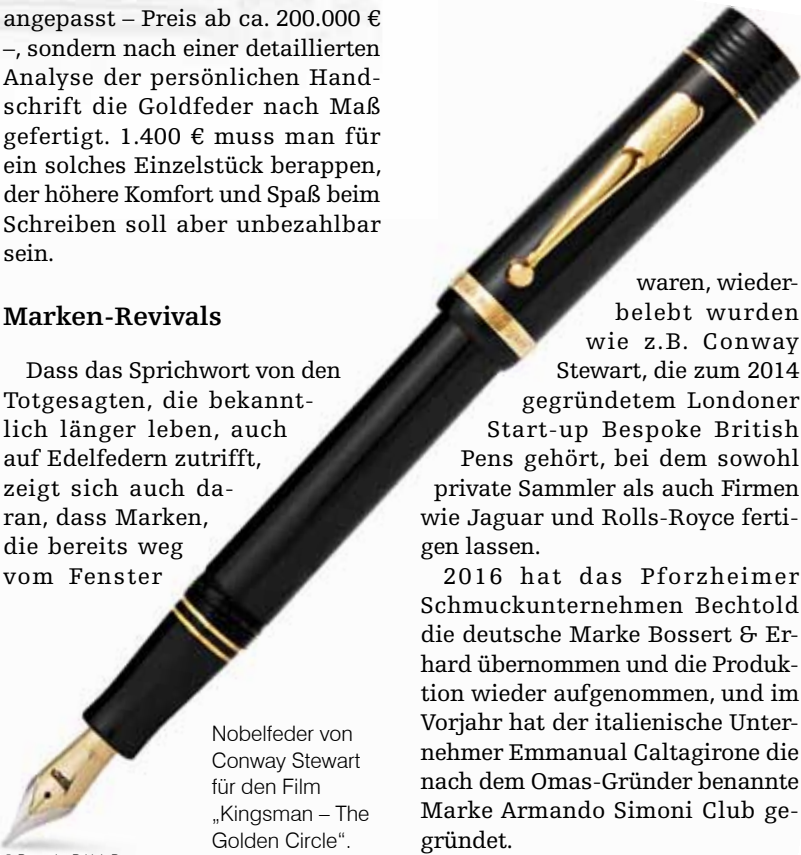 angepasst – Preis ab ca. 200.000 €
–, sondern nach einer detaillierten
Analyse der persönlichen Hand-
schrift die Goldfeder nach Maß
gefertigt. 1.400 € muss man für
ein solches Einzelstück berappen,
der höhere Komfort und Spaß beim
Schreiben soll aber unbezahlbar
sein.
Marken-Revivals
Dass das Sprichwort von den
Totgesagten, die bekannt-
lich länger leben, auch
auf Edelfedern zutrifft,
zeigt sich auch da-
ran, dass Marken,
die bereits weg
vom Fenster
waren, wieder-
belebt wurden
wie z.B. Conway
Stewart, die zum 2014
gegründetem Londoner
Start-up Bespoke British
Pens gehört, bei dem sowohl
private Sammler als auch Firmen
wie Jaguar und Rolls-Royce ferti-
gen lassen.
2016 hat das Pforzheimer
Schmuckunternehmen Bechtold
die deutsche Marke Bossert & Er-
hard übernommen und die Produk-
tion wieder aufgenommen, und im
Vorjahr hat der italienische Unter-
nehmer Emmanual Caltagirone die
nach dem Omas-Gründer benannte
Marke Armando Simoni Club ge-
gründet.
Nobelfeder von
Conway Stewart
für den Film
„Kingsman – The
Golden Circle“.